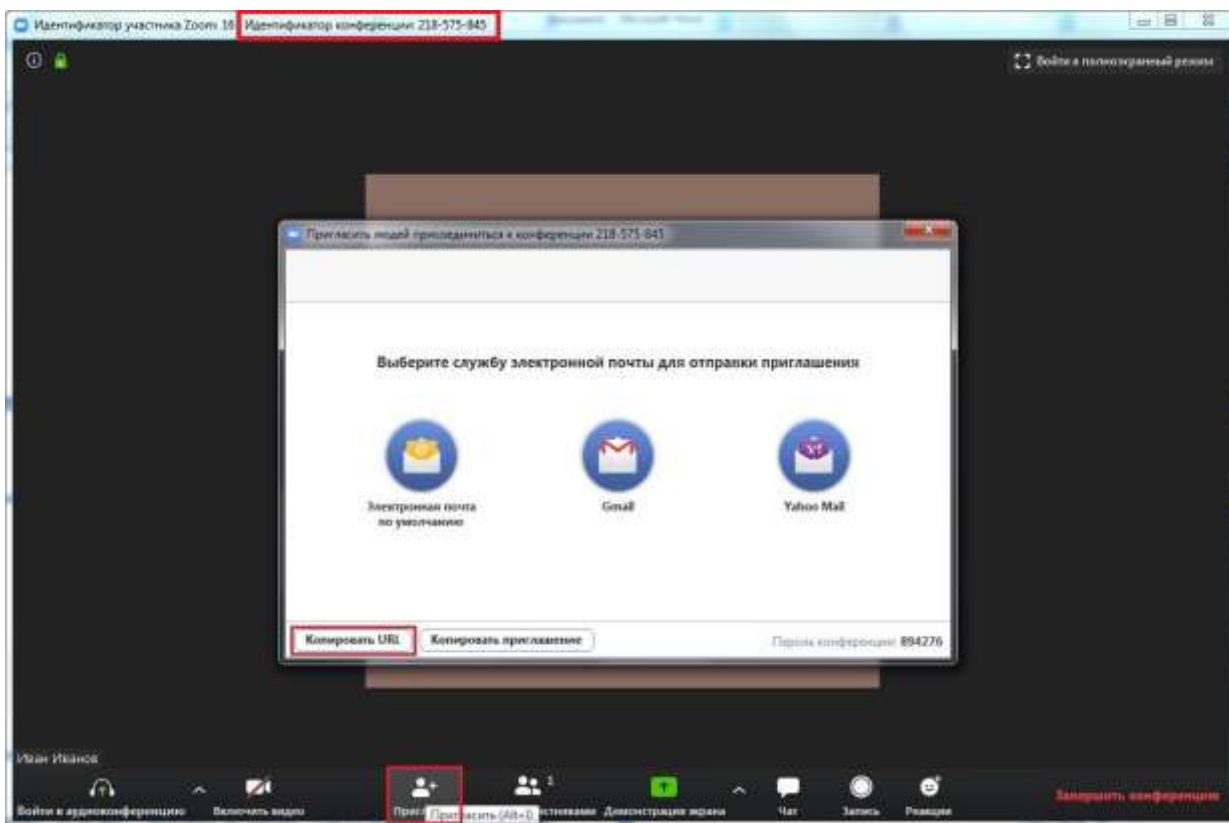 Идентификатор участника Zoom 16 Идентификатор конференции: 218-575-845
Войти в полноэкранный режим
Пригласить людей присоединиться к конференции 218-575-845
Выберите службу электронной почты для отправки приглашения
Электронная почта
по умолчанию
Gmail
Yahoo Mail
Копировать URL
Копировать приглашение
Пароль конференции: 894276
Иван Иванов
1
Войти в аудиоконференцию
Включить видео
Пригласить (Alt+I)
Демонстрация экрана
Чат
Запись
Реакции
Завершить конференцию